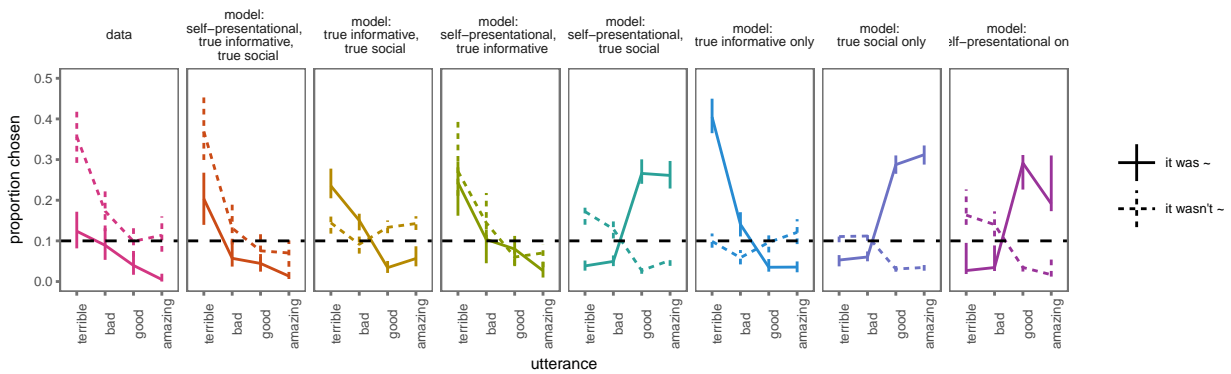 data
model:
self−presentational,
true informative,
true social
model:
true informative,
true social
model:
self−presentational,
true informative
model:
self−presentational,
true social
model:
true informative only
model:
true social only
model:
elf−presentational on
proportion chosen
0.5
0.4
0.3
0.2
0.1
0.0
terrible
bad
good
amazing
terrible
bad
good
amazing
terrible
bad
good
amazing
terrible
bad
good
amazing
terrible
bad
good
amazing
terrible
bad
good
amazing
terrible
bad
good
amazing
terrible
bad
good
amazing
utterance
it was ~
it wasn't ~